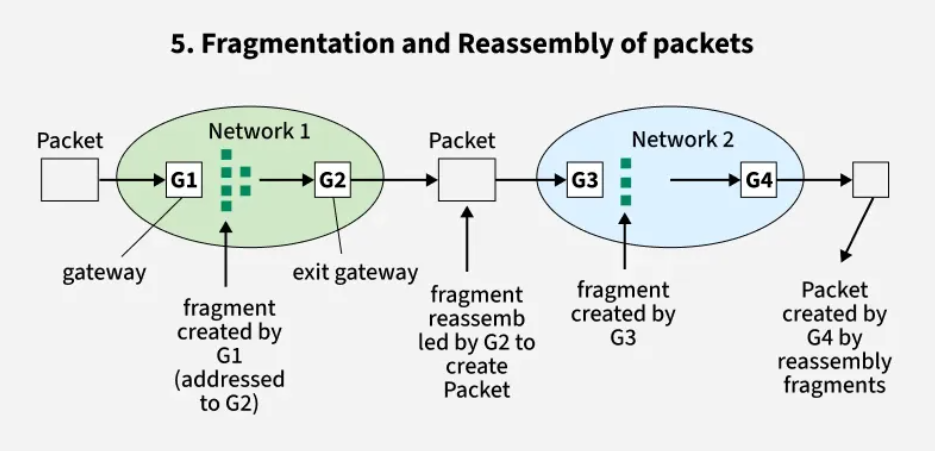 5. Fragmentation and Reassembly of packets
Packet
Network 1
G1
G2
gateway
exit gateway
fragment
created by
G1
(addressed
to G2)
Packet
fragment
reassemb
led by G2 to
create
Packet
Network 2
G3
G4
fragment
created by
G3
Packet
created by
G4 by
reassembly
fragments